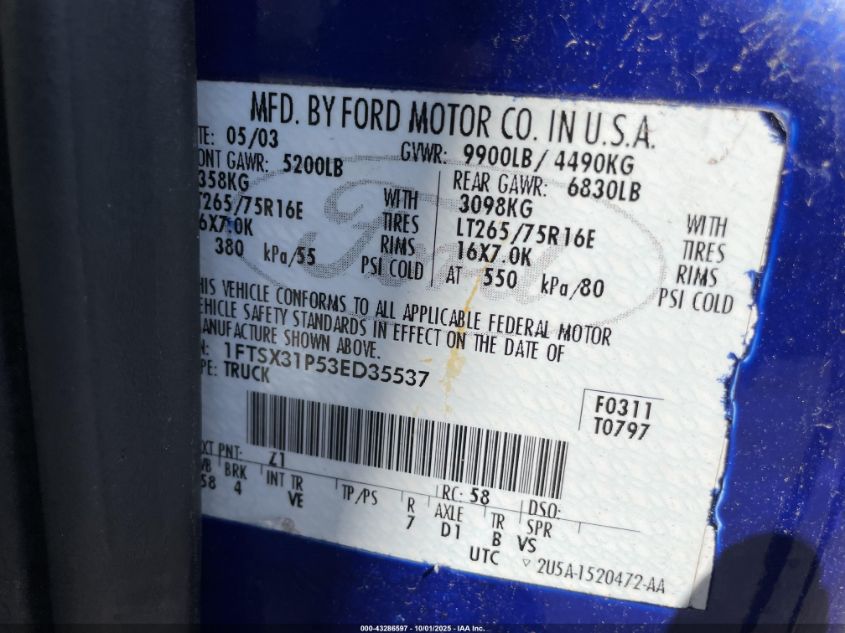 MFD. BY FORD MOTOR CO. IN U.S.A.
TE: 05/03 GVWR: 9900LB/ 4490KG
ONT GAWR: 5200LB REAR GAWR: 6830LB
358KG WITH 3098KG WITH
T265/75R16E TIRES LT265/75R16E TIRES
6X7.0K RIMS 16X7.0K RIMS
380 kPa/55 PSI COLD AT 550 kPa/80 PSI COLD
Ford
HIS VEHICLE CONFORMS TO ALL APPLICABLE FEDERAL MOTOR
EHICLE SAFETY STANDARDS IN EFFECT ON THE DATE OF
ANUFACTURE SHOWN ABOVE.
N: 1FTSX31P53ED35537
PE: TRUCK
F0311
T0797
XT PNT: Z1 RC: 58 DSO:
WB BRK INT TR TP/PS R AXLE TR SPR
58 4 VE 7 D1 B VS
UTC ▽ 2U5A-1520472-AA
000-43286597 - 10/01/2025 - IAA Inc.